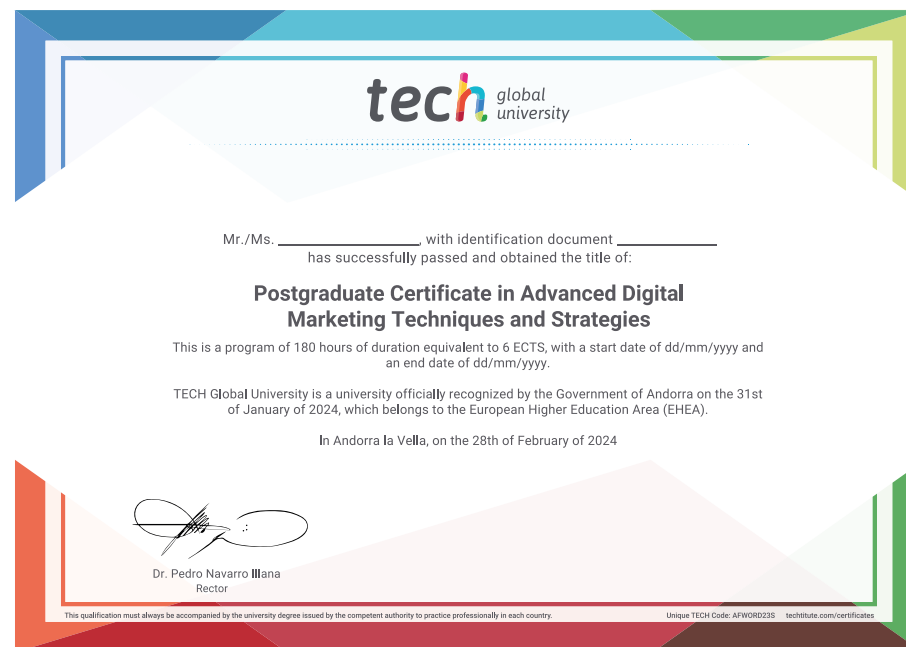 tech global
university
Mr./Ms. ____________, with identification document ____________
has successfully passed and obtained the title of:
Postgraduate Certificate in Advanced Digital
Marketing Techniques and Strategies
This is a program of 180 hours of duration equivalent to 6 ECTS, with a start date of dd/mm/yyyy and
an end date of dd/mm/yyyy.
TECH Global University is a university officially recognized by the Government of Andorra on the 31st
of January of 2024, which belongs to the European Higher Education Area (EHEA).
In Andorra la Vella, on the 28th of February of 2024
Dr. Pedro Navarro Illana
Rector
This qualification must always be accompanied by the university degree issued by the competent authority to practice professionally in each country.
Unique TECH Code: AFWORD23S techtitute.com/certificates